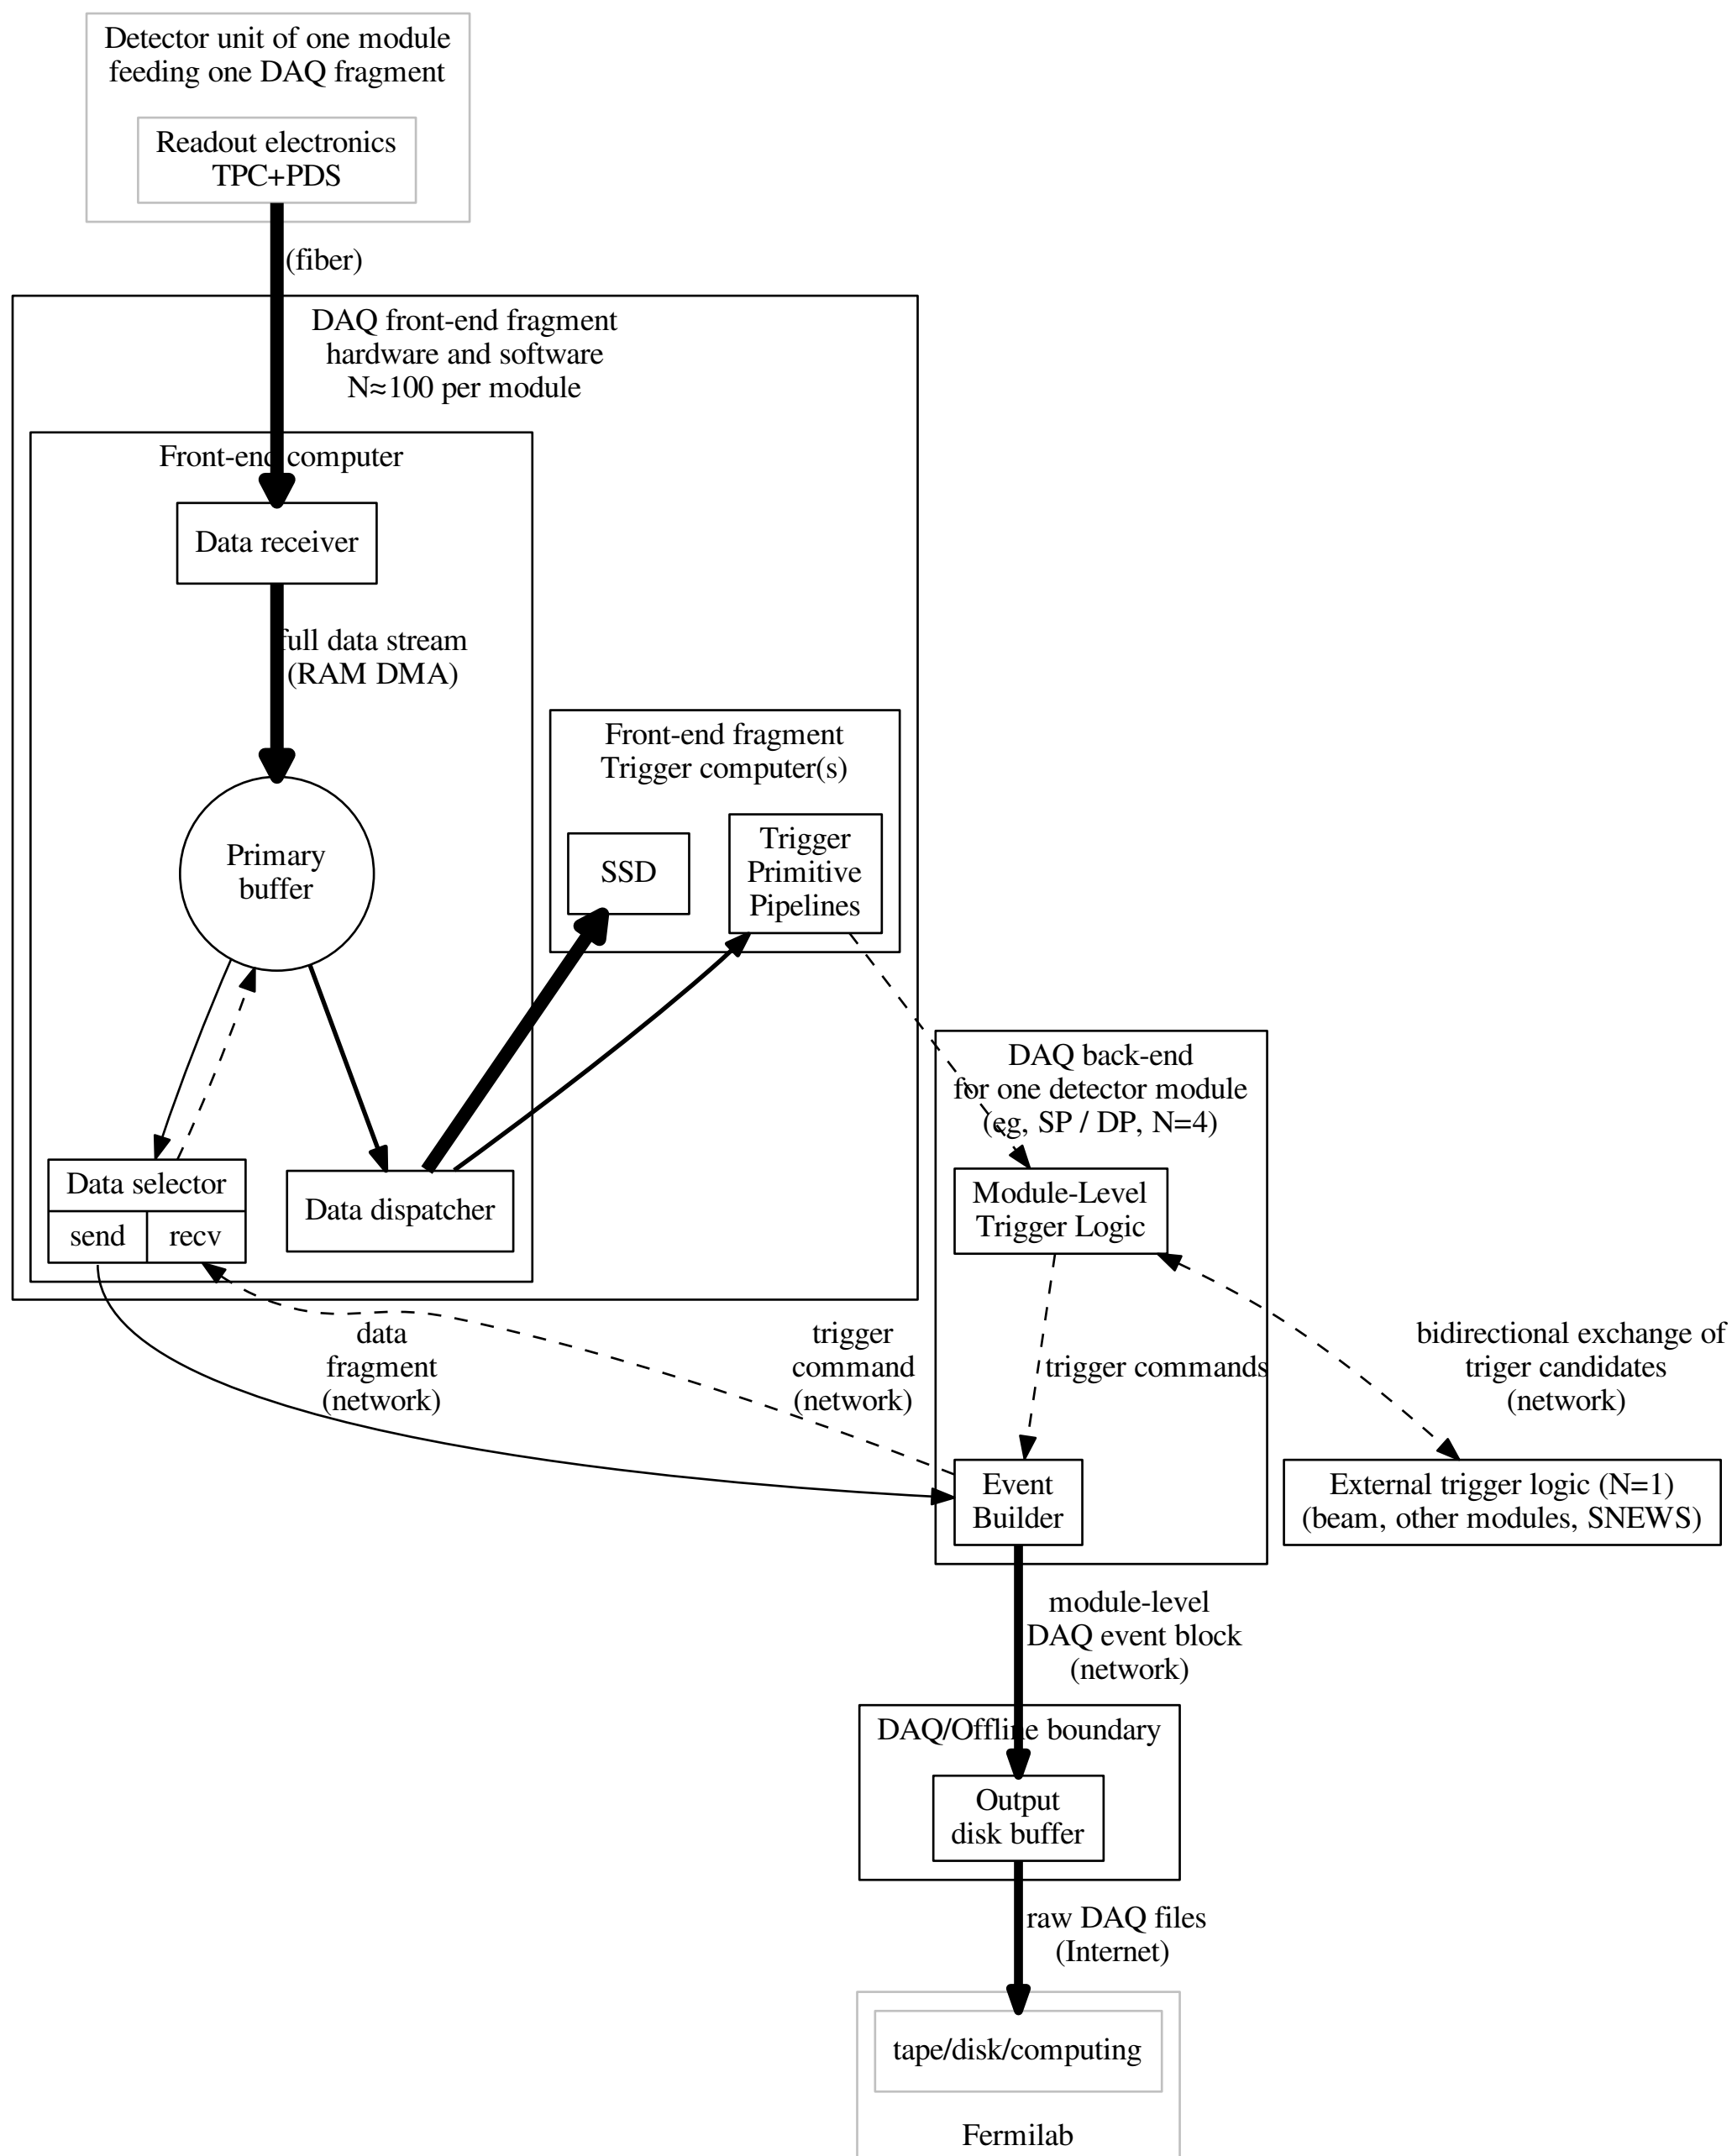 Detector unit of one module
feeding one DAQ fragment
Readout electronics
TPC+PDS
(fiber)
DAQ front-end fragment
hardware and software
N≈100 per module
Front-end computer
Data receiver
full data stream
(RAM DMA)
Front-end fragment
Trigger computer(s)
Primary
buffer
SSD
Trigger
Primitive
Pipelines
DAQ back-end
for one detector module
(eg, SP / DP, N=4)
Data selector
send
recv
Data dispatcher
Module-Level
Trigger Logic
data
fragment
(network)
trigger
command
(network)
trigger commands
bidirectional exchange of
triger candidates
(network)
Event
Builder
External trigger logic (N=1)
(beam, other modules, SNEWS)
module-level
DAQ event block
(network)
DAQ/Offline boundary
Output
disk buffer
raw DAQ files
(Internet)
tape/disk/computing
Fermilab